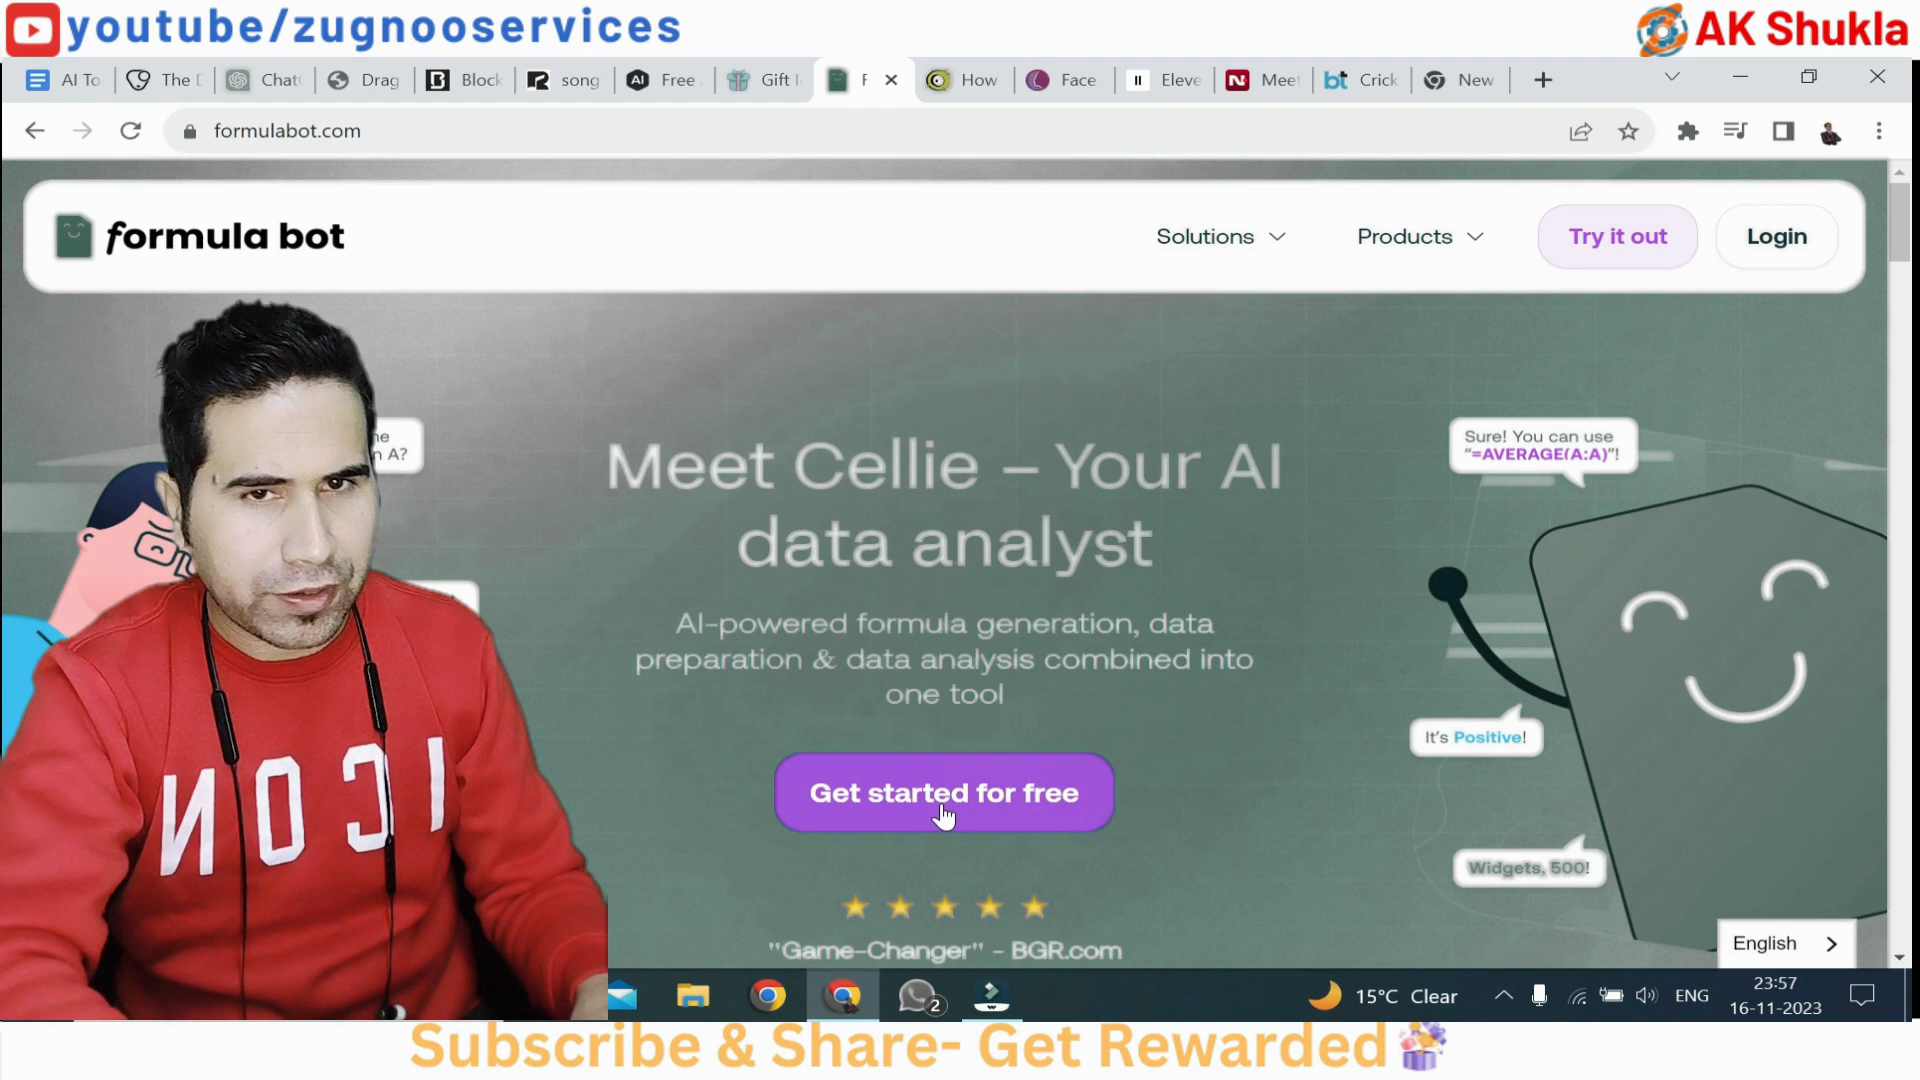 youtube/zugnooservices
AK Shukla
AI To
The D
Chat
Drag
Block
song
Free
Gift I
F
How
Face
Eleve
Meet
Crick
New
formulabot.com
formula bot
Solutions
Products
Try it out
Login
ne
n A?
Sure! You can use
"=AVERAGE(A:A)"!
Meet Cellie – Your AI
data analyst
AI-powered formula generation, data
preparation & data analysis combined into
one tool
It's Positive!
Get started for free
Widgets, 500!
"Game-Changer" - BGR.com
English
ICON
2
15°C Clear
ENG
23:57
16-11-2023
Subscribe & Share- Get Rewarded